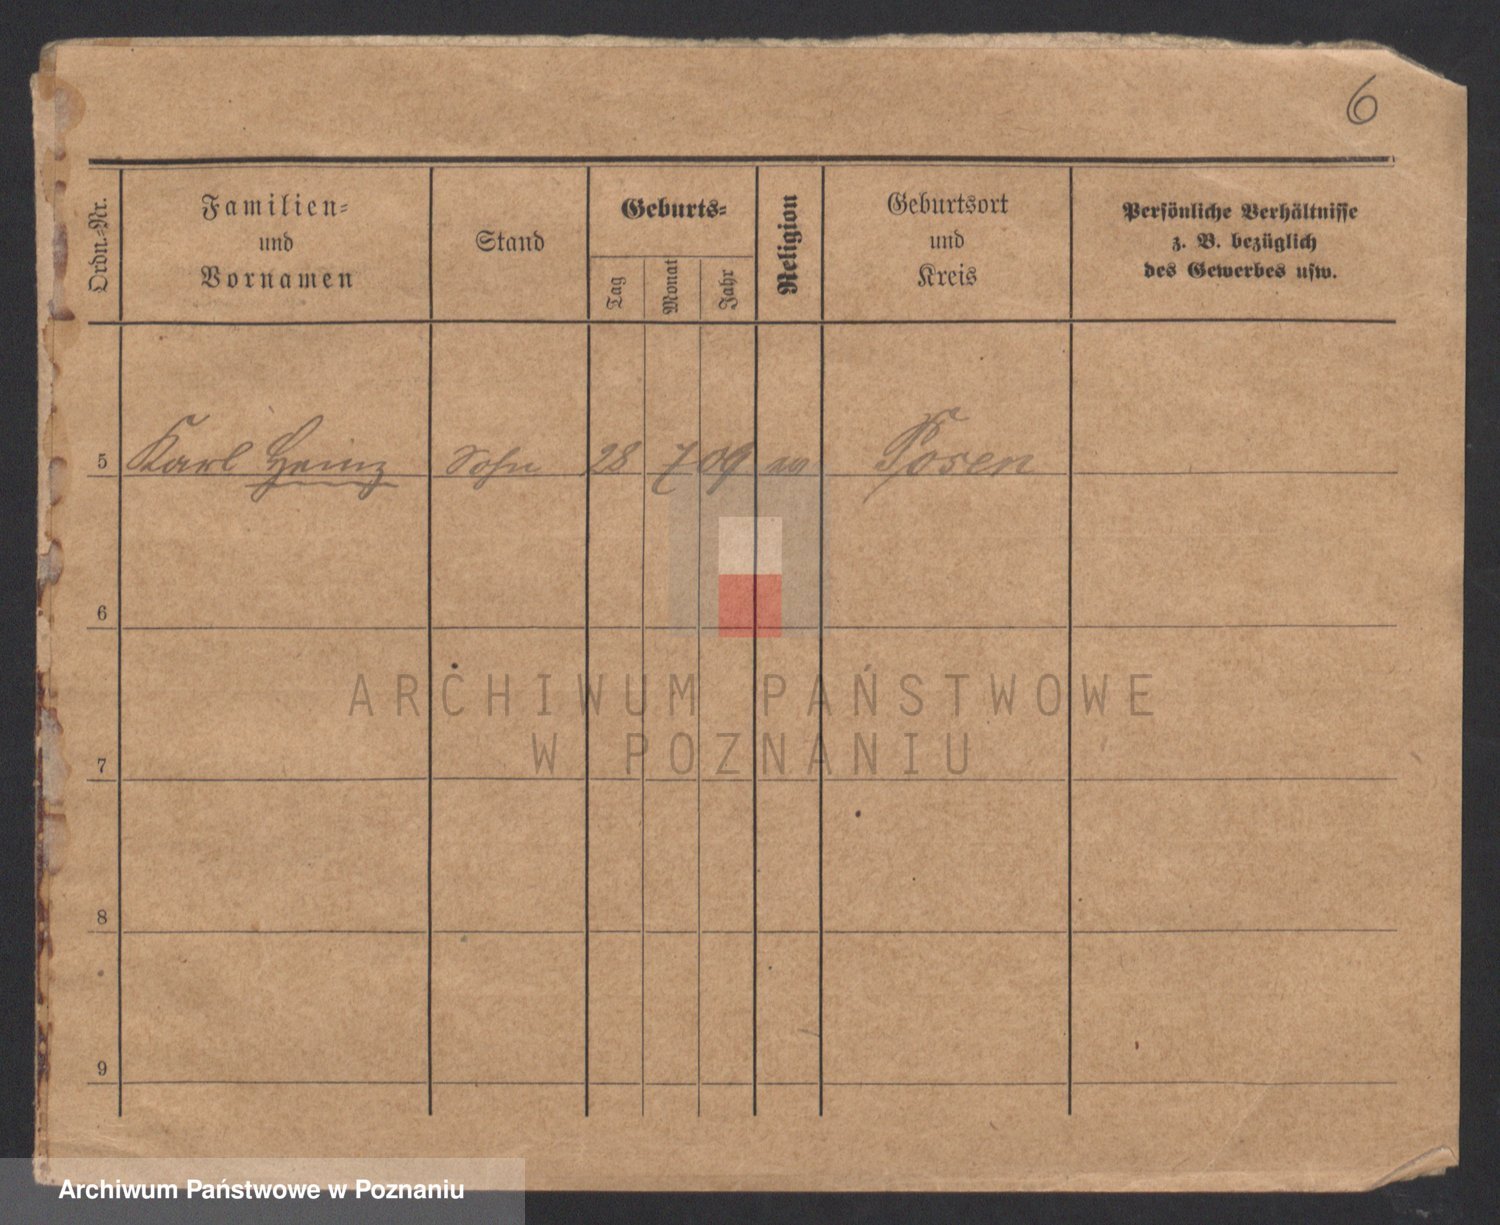 6
Ordn.-Nr.
Familien-
und
Vornamen
Stand
Geburts-
Tag
Monat
Jahr
Religion
Geburtsort
und
Kreis
Persönliche Verhältnisse
z. B. bezüglich
des Gewerbes usw.
5 Karl Heinz Sohn 28 7 09 Posen
6
ARCHIWUM PAŃSTWOWE
W POZNANIU
7
8
9
Archiwum Państwowe w Poznaniu